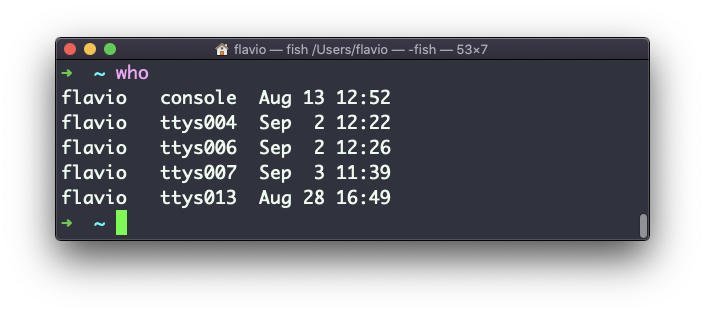 flavio — fish /Users/flavio — -fish — 53×7
➜  ~ who
flavio   console  Aug 13 12:52
flavio   ttys004  Sep  2 12:22
flavio   ttys006  Sep  2 12:26
flavio   ttys007  Sep  3 11:39
flavio   ttys013  Aug 28 16:49
➜  ~